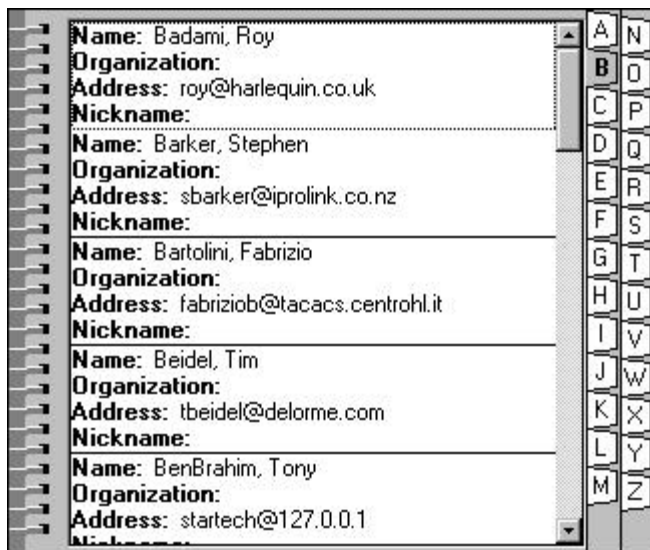 Name: Badami, Roy
Organization:
Address: roy@harlequin.co.uk
Nickname:
Name: Barker, Stephen
Organization:
Address: sbarker@iprolink.co.nz
Nickname:
Name: Bartolini, Fabrizio
Organization:
Address: fabriziob@tacacs.centrohl.it
Nickname:
Name: Beidel, Tim
Organization:
Address: tbeidel@delorme.com
Nickname:
Name: BenBrahim, Tony
Organization:
Address: startech@127.0.0.1
Nickname:
A
B
C
D
E
F
G
H
I
J
K
L
M
N
O
P
Q
R
S
T
U
V
W
X
Y
Z